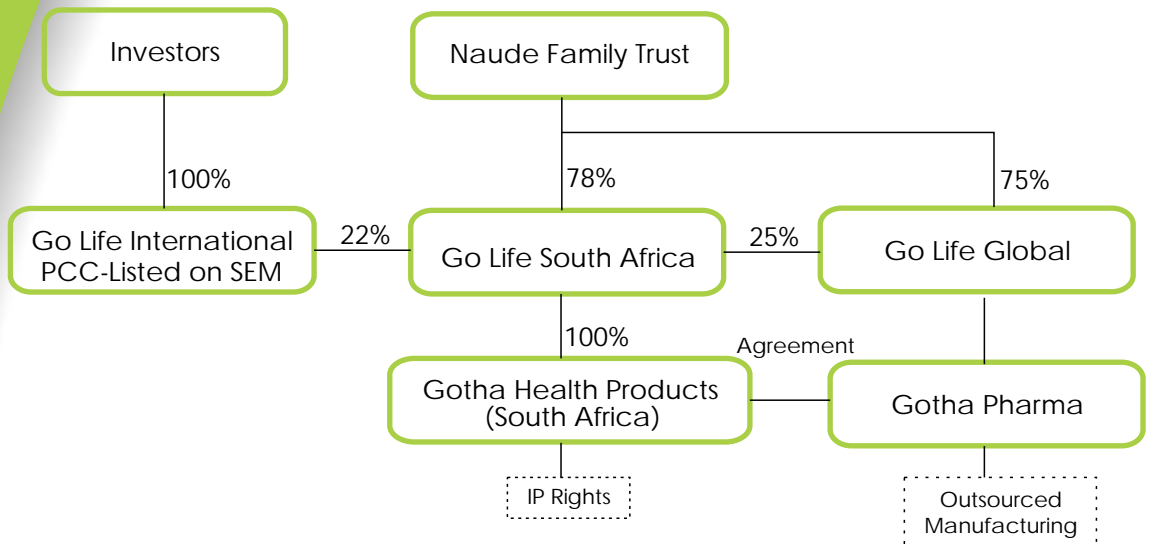 Investors
Naude Family Trust
100%
78%
75%
Go Life International
PCC-Listed on SEM
22%
Go Life South Africa
25%
Go Life Global
100%
Agreement
Gotha Health Products
(South Africa)
Gotha Pharma
IP Rights
Outsourced
Manufacturing